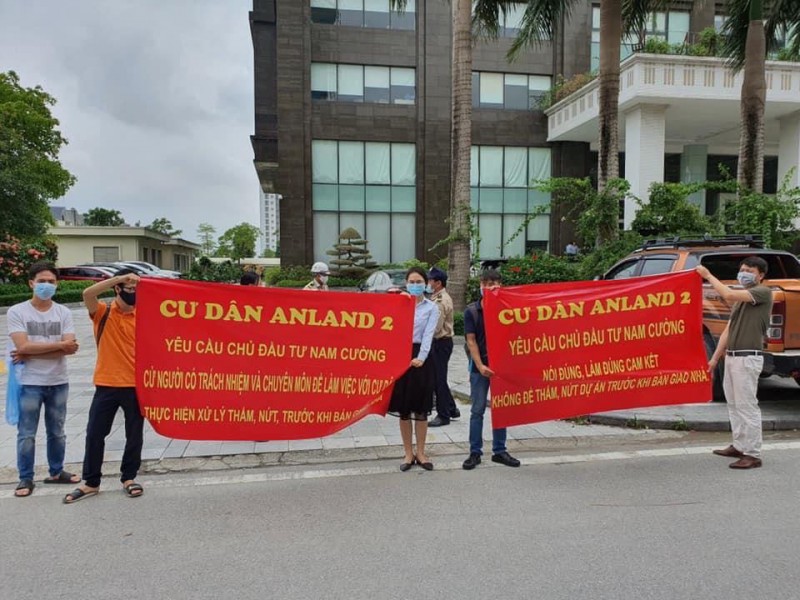 CƯ DÂN ANLAND 2
YÊU CẦU CHỦ ĐẦU TƯ NAM CƯỜNG
CỬ NGƯỜI CÓ TRÁCH NHIỆM VÀ CHUYÊN MÔN ĐỂ LÀM VIỆC VỚI CƯ
THỰC HIỆN XỬ LÝ THẤM, NỨT, TRƯỚC KHI BÀN
CƯ DÂN ANLAND 2
YÊU CẦU CHỦ ĐẦU TƯ NAM CƯỜNG
NÓI ĐÚNG, LÀM ĐÚNG CAM KẾT
KHÔNG ĐỂ THẤM, NỨT DỰ ÁN TRƯỚC KHI BÀN GIAO NHÀ